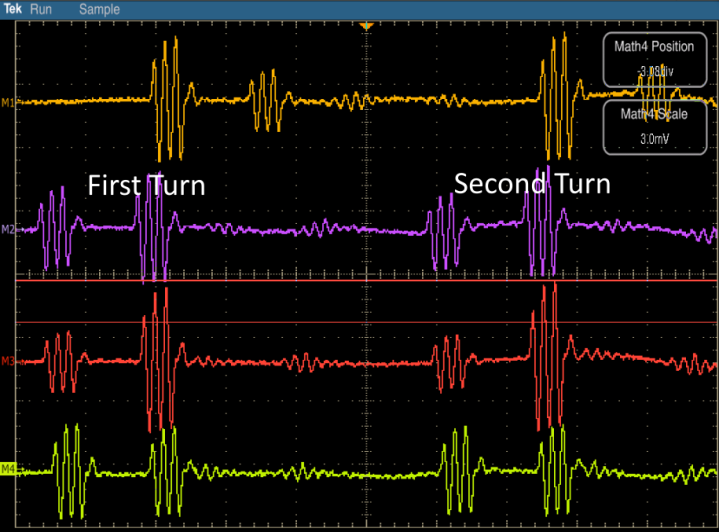 Tek Run Sample
Math4 Position
M1
Math4 Scale
3.0mV
First Turn
Second Turn
M2
M3
M4